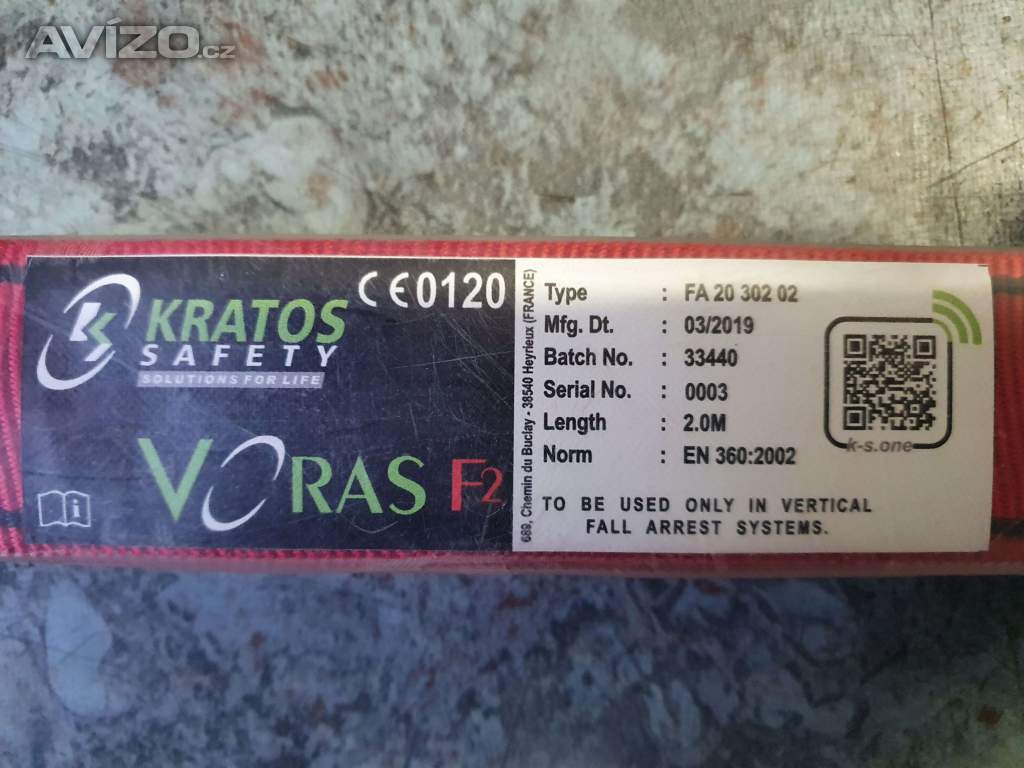 AVÍZO.cz
KRATOS
SAFETY
SOLUTIONS FOR LIFE
CE0120
VORAS F2
689, Chemin du Buclay - 38540 Heyrieux (FRANCE)
Type : FA 20 302 02
Mfg. Dt. : 03/2019
Batch No. : 33440
Serial No. : 0003
Length : 2.0M
Norm : EN 360:2002
k-s.one
TO BE USED ONLY IN VERTICAL
FALL ARREST SYSTEMS.